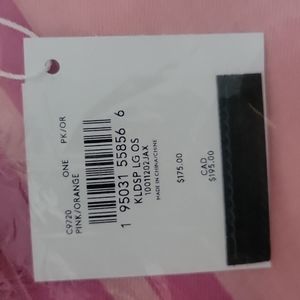 C9720 ONE PK/OR
PINK/ORANGE
1 95031 55856 6
KLDSP LG OS
10011202JAX
MADE IN CHINA/CHINE
$175.00
CAD
$195.00